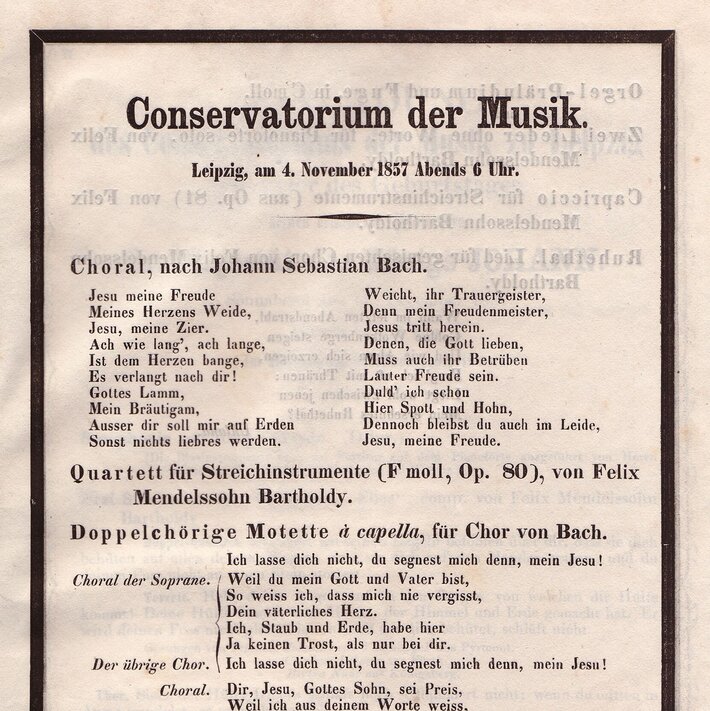 Conservatorium der Musik.
Leipzig, am 4. November 1857 Abends 6 Uhr.
Choral, nach Johann Sebastian Bach.
Jesu meine Freude
Meines Herzens Weide,
Jesu, meine Zier.
Ach wie lang', ach lange,
Ist dem Herzen bange,
Es verlangt nach dir!
Gottes Lamm,
Mein Bräutigam,
Ausser dir soll mir auf Erden
Sonst nichts liebres werden.
Weicht, ihr Trauergeister,
Denn mein Freudenmeister,
Jesus tritt herein.
Denen, die Gott lieben,
Muss auch ihr Betrüben
Lauter Freude sein.
Duld' ich schon
Hier Spott und Hohn,
Dennoch bleibst du auch im Leide,
Jesu, meine Freude.
Quartett für Streichinstrumente (F moll, Op. 80), von Felix
Mendelssohn Bartholdy.
Doppelchörige Motette à capella, für Chor von Bach.
Ich lasse dich nicht, du segnest mich denn, mein Jesu!
Choral der Soprane. Weil du mein Gott und Vater bist,
So weiss ich, dass mich nie vergisst,
Dein väterliches Herz.
Ich, Staub und Erde, habe hier
Ja keinen Trost, als nur bei dir.
Der übrige Chor. Ich lasse dich nicht, du segnest mich denn, mein Jesu!
Choral. Dir, Jesu, Gottes Sohn, sei Preis,
Weil ich aus deinem Worte weiss,